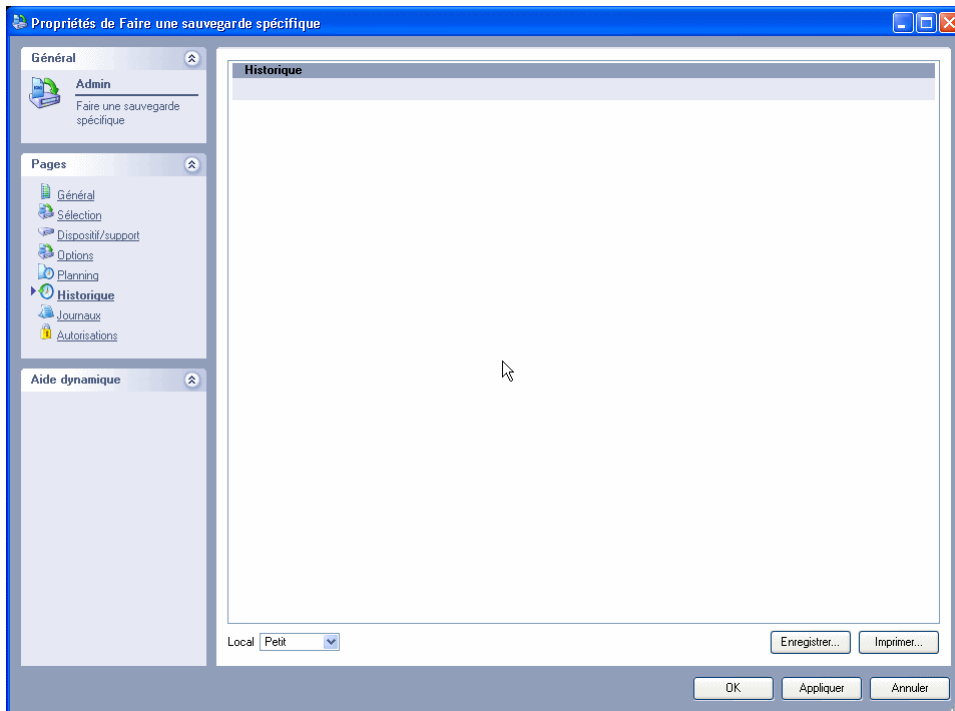 Propriétés de Faire une sauvegarde spécifique
Général
Admin
Faire une sauvegarde
spécifique
Pages
Général
Sélection
Dispositif/support
Options
Planning
Historique
Journaux
Autorisations
Aide dynamique
Historique
Local Petit
Enregistrer... Imprimer...
OK Appliquer Annuler